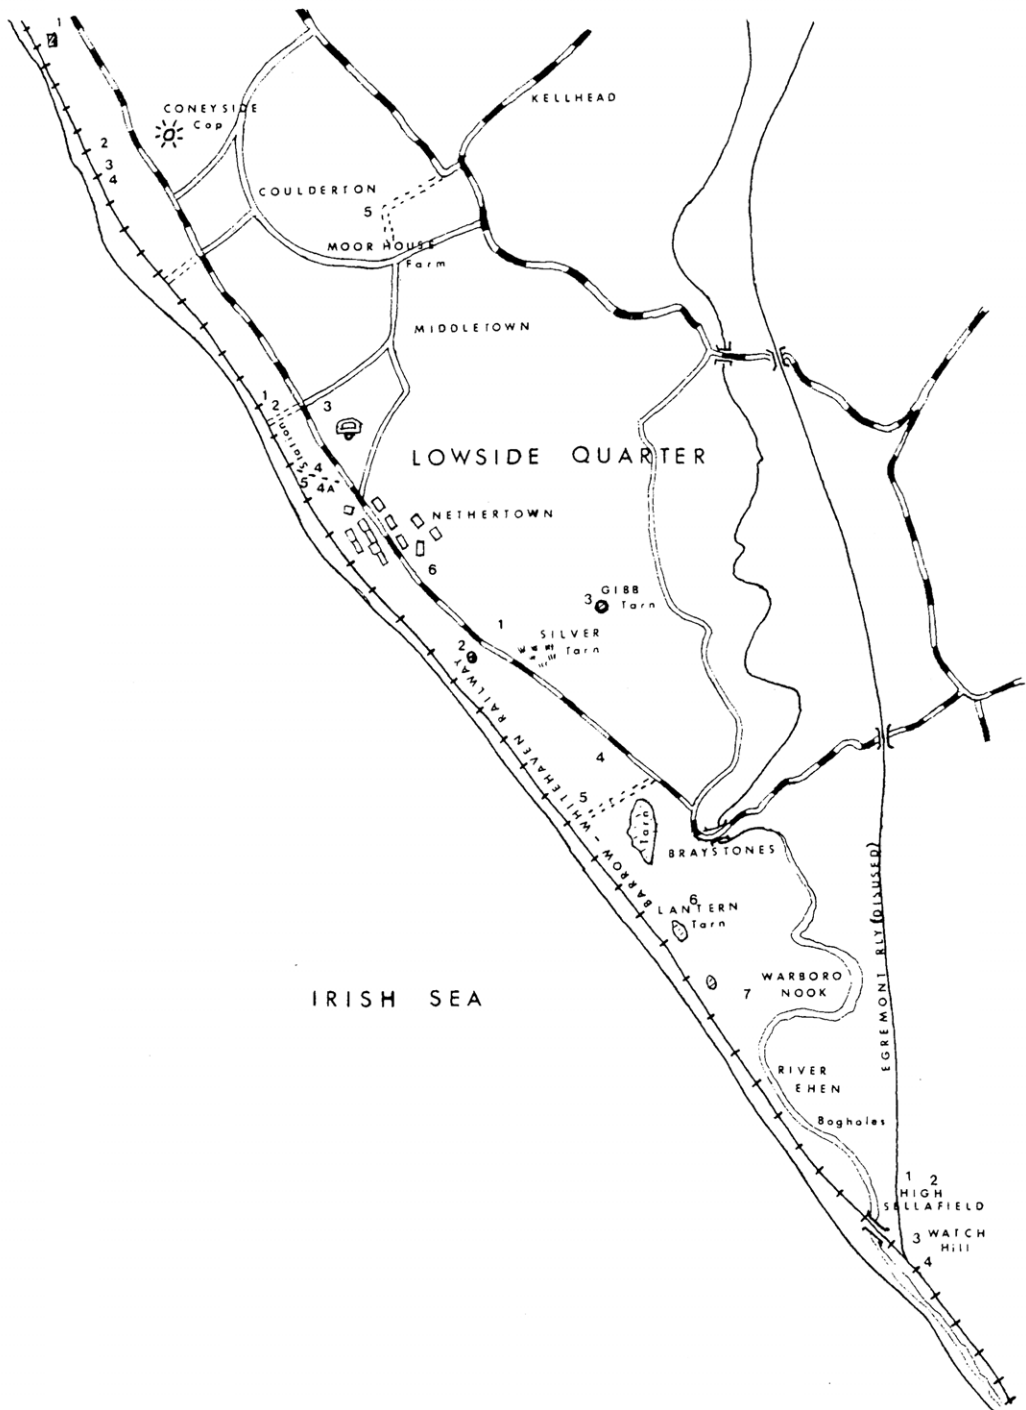 1
CONEYSIDE
Cop
KELLHEAD
2
3
4
COULDERTON
5
MOOR HOUSE
Farm
MIDDLETOWN
1
2
3
Station
LOWSIDE QUARTER
4
5
4A
NETHERTOWN
6
3
GIBB
Tarn
1
SILVER
Tarn
2
BARROW - WHITEHAVEN RAILWAY
4
5
Tarn
BRAYSTONES
EGREMONT RLY (DISUSED)
6
LANTERN
Tarn
IRISH SEA
7
WARBORO
NOOK
RIVER
EHEN
Bogholes
1
2
HIGH
SELLAFIELD
3
WATCH
Hill
4